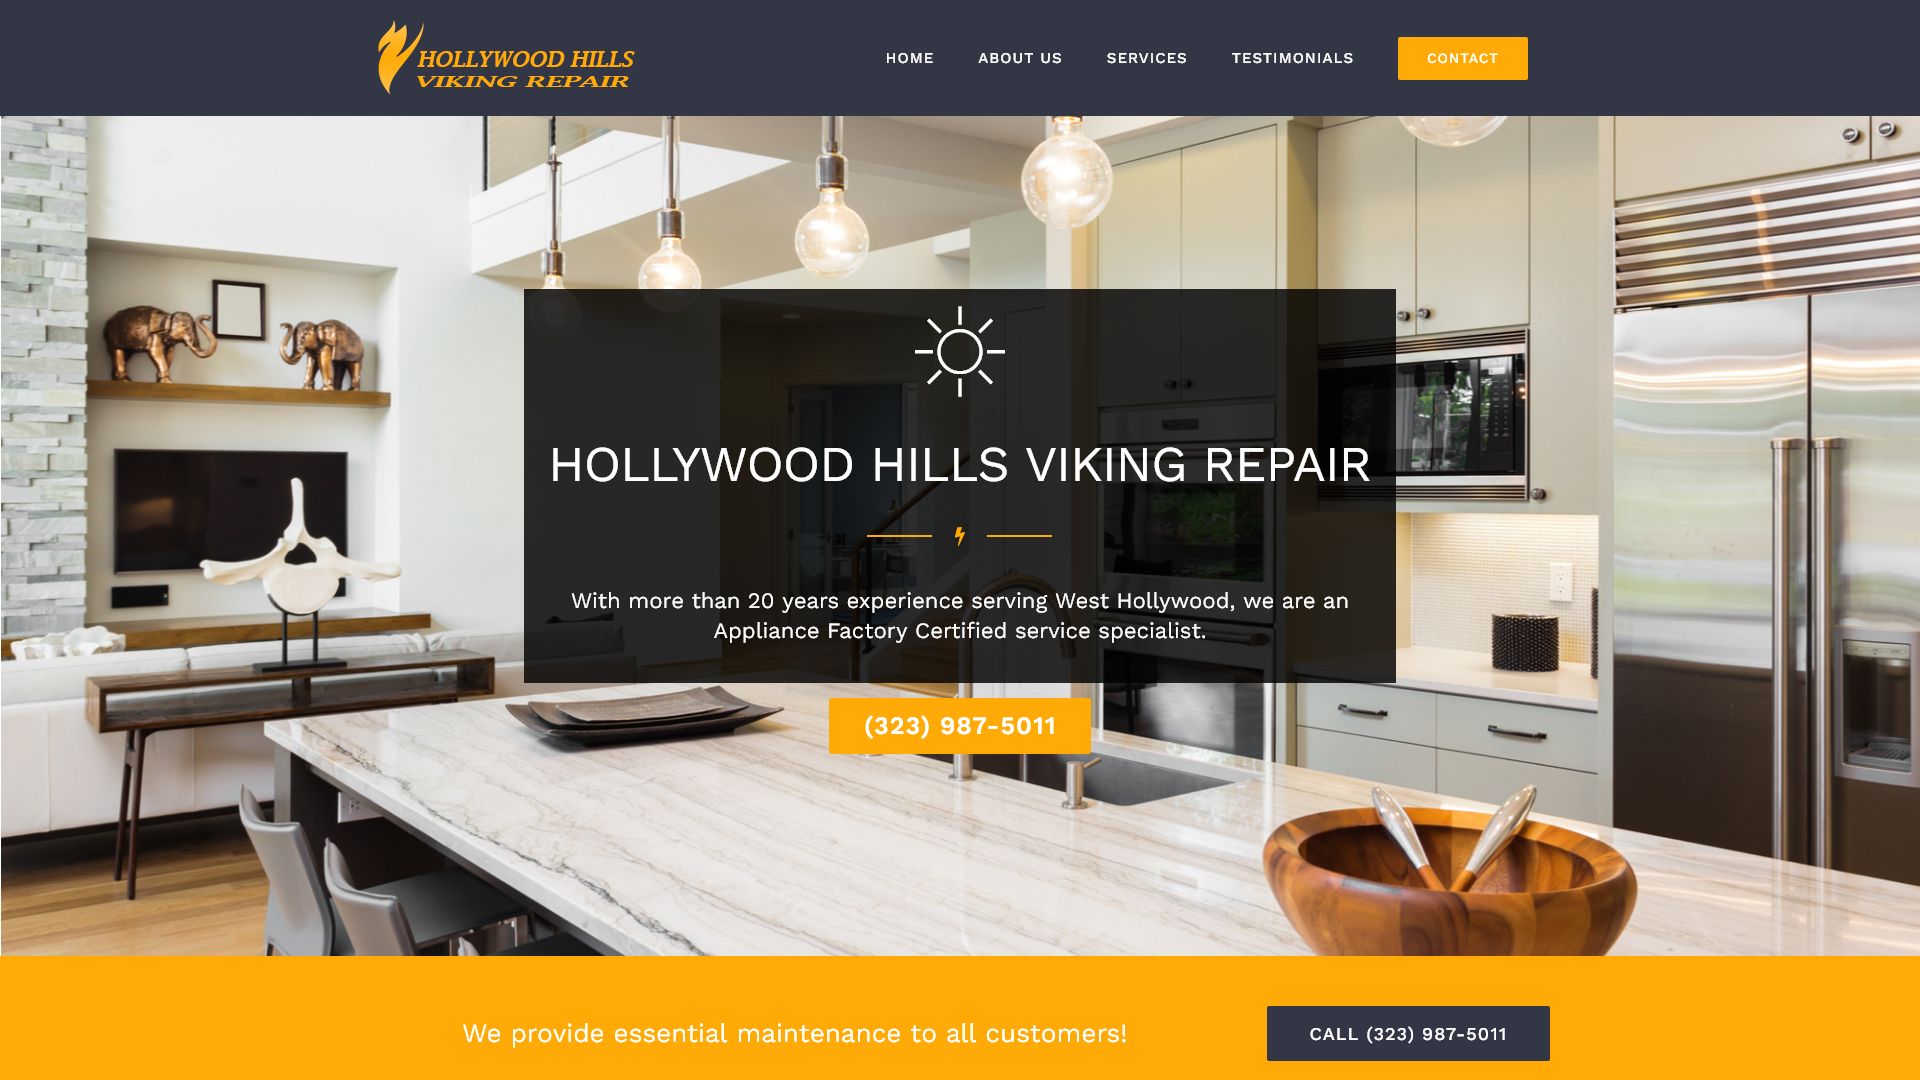 HOLLYWOOD HILLS
VIKING REPAIR
HOME
ABOUT US
SERVICES
TESTIMONIALS
CONTACT
HOLLYWOOD HILLS VIKING REPAIR
With more than 20 years experience serving West Hollywood, we are an
Appliance Factory Certified service specialist.
(323) 987-5011
We provide essential maintenance to all customers!
CALL (323) 987-5011